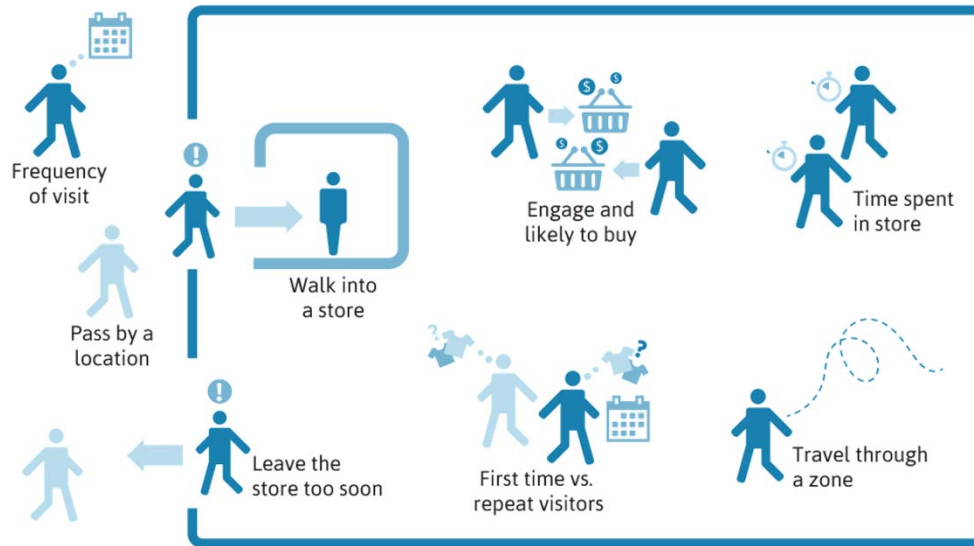 Frequency
of visit
Pass by a
location
Walk into
a store
Engage and
likely to buy
Time spent
in store
Leave the
store too soon
First time vs.
repeat visitors
Travel through
a zone